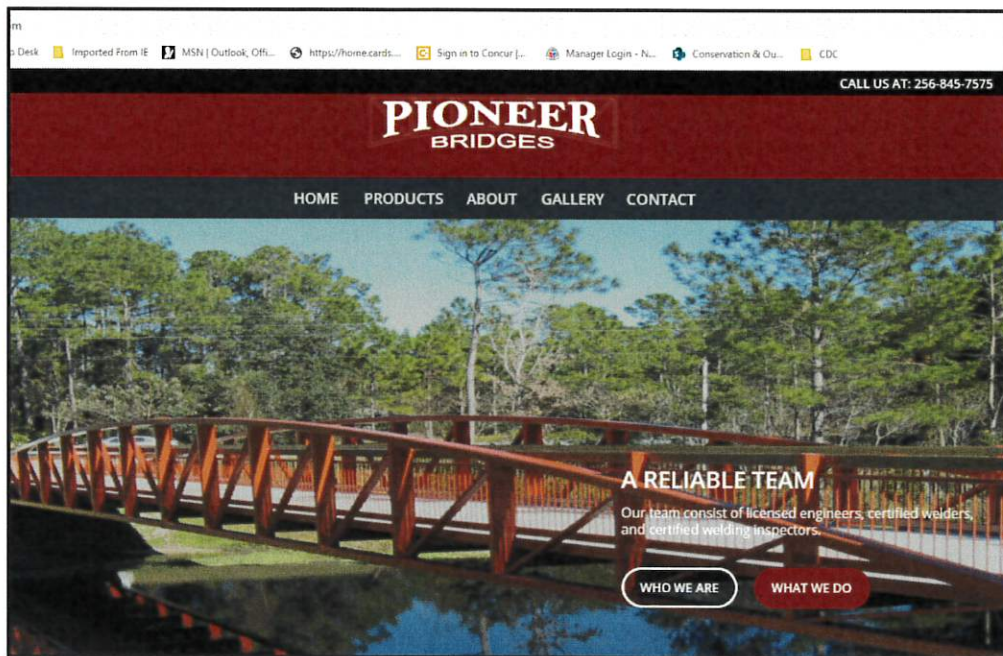 om
Desk Imported From IE MSN | Outlook, Offi... https://home.cards.... Sign in to Concur |... Manager Login - N... Conservation & Ou... CDC
CALL US AT: 256-845-7575
PIONEER
BRIDGES
HOME PRODUCTS ABOUT GALLERY CONTACT
A RELIABLE TEAM
Our team consist of licensed engineers, certified welders,
and certified welding inspectors.
WHO WE ARE WHAT WE DO